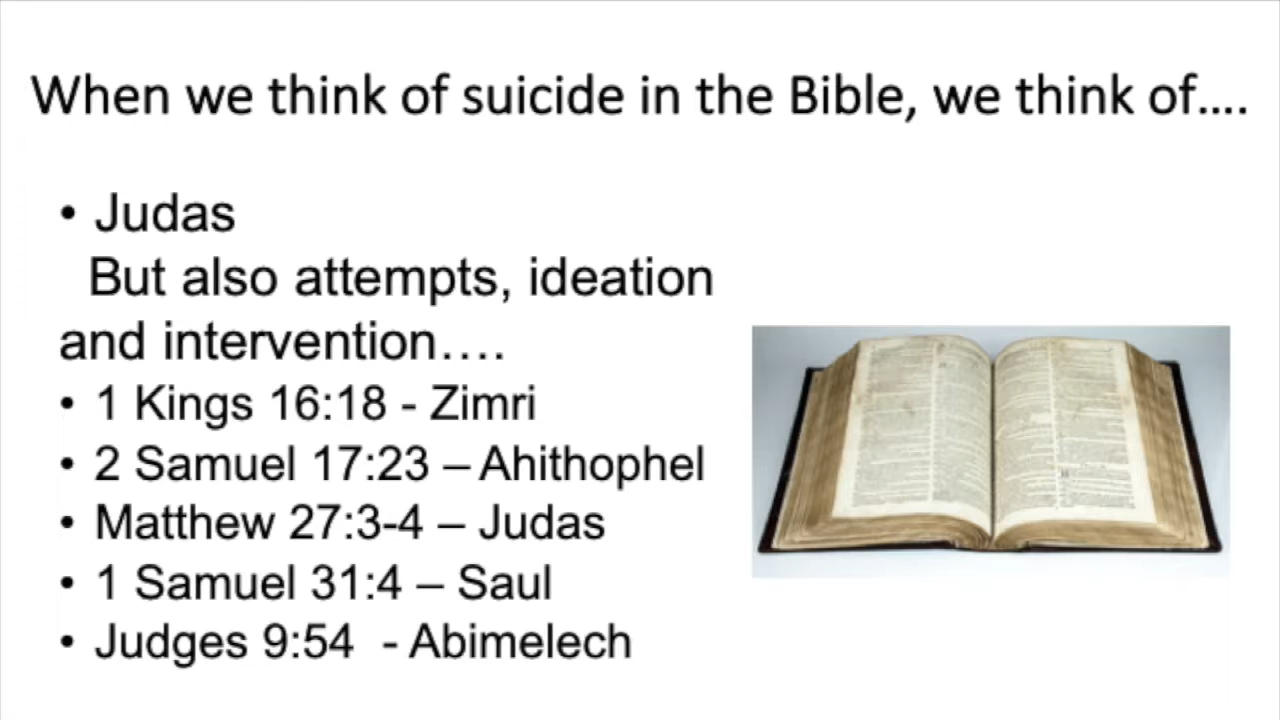 When we think of suicide in the Bible, we think of....
• Judas
But also attempts, ideation
and intervention….
• 1 Kings 16:18 - Zimri
• 2 Samuel 17:23 – Ahithophel
• Matthew 27:3-4 – Judas
• 1 Samuel 31:4 – Saul
• Judges 9:54 - Abimelech